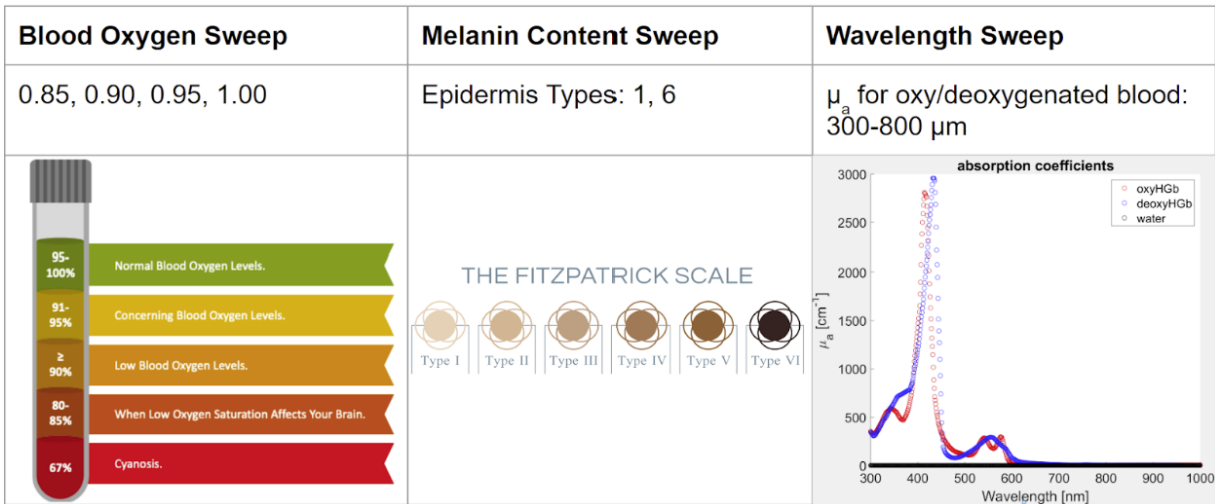 Blood Oxygen Sweep
Melanin Content Sweep
Wavelength Sweep
0.85, 0.90, 0.95, 1.00
Epidermis Types: 1, 6
μa for oxy/deoxygenated blood:
300-800 μm
95-
100%
Normal Blood Oxygen Levels.
91-
95%
Concerning Blood Oxygen Levels.
≥
90%
Low Blood Oxygen Levels.
80-
85%
When Low Oxygen Saturation Affects Your Brain.
67%
Cyanosis.
THE FITZPATRICK SCALE
Type I
Type II
Type III
Type IV
Type V
Type VI
absorption coefficients
oxyHGb
deoxyHGb
water
3000
2500
2000
1500
1000
500
0
μa [cm-1]
300 400 500 600 700 800 900 1000
Wavelength [nm]